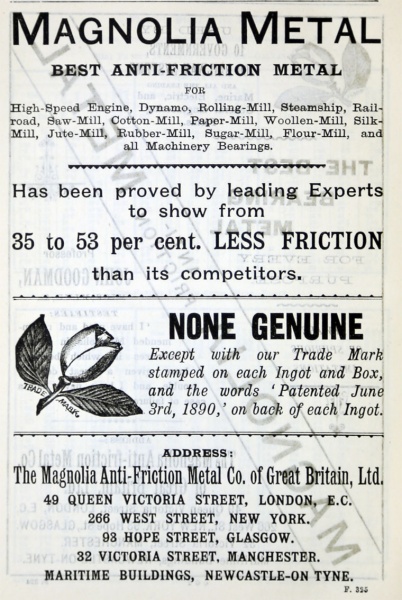 MAGNOLIA METAL
BEST ANTI-FRICTION METAL
FOR
High-Speed Engine, Dynamo, Rolling-Mill, Steamship, Rail-
road, Saw-Mill, Cotton-Mill, Paper-Mill, Woollen-Mill, Silk-
Mill, Jute-Mill, Rubber-Mill, Sugar-Mill, Flour-Mill, and
all Machinery Bearings.
Has been proved by leading Experts
to show from
35 to 53 per cent. LESS FRICTION
than its competitors.
NONE GENUINE
Except with our Trade Mark
stamped on each Ingot and Box,
and the words ‘Patented June
3rd, 1890,’ on back of each Ingot.
TRADE MARK
ADDRESS:
The Magnolia Anti-Friction Metal Co. of Great Britain, Ltd.
49 QUEEN VICTORIA STREET, LONDON, E.C.
266 WEST STREET, NEW YORK.
93 HOPE STREET, GLASGOW.
32 VICTORIA STREET, MANCHESTER.
MARITIME BUILDINGS, NEWCASTLE-ON TYNE.
F. 325